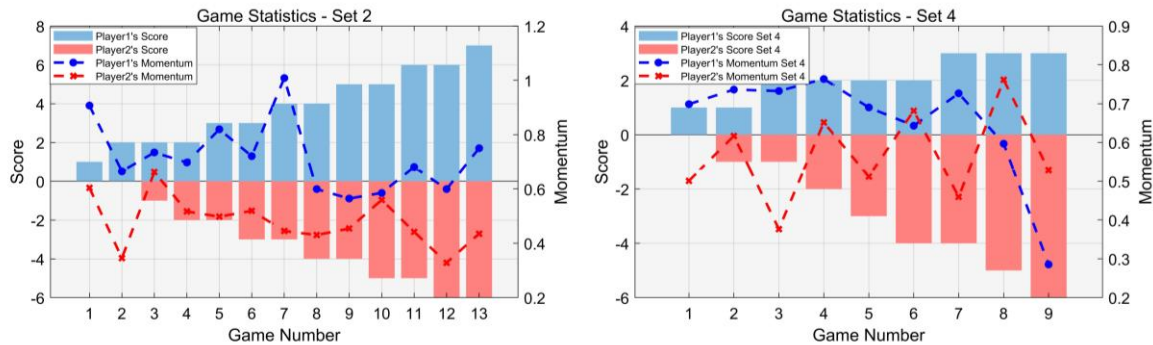 Game Statistics - Set 2
8
6
4
2
0
-2
-4
-6
Score
1.2
1
0.8
0.6
0.4
0.2
Momentum
Player1's Score
Player2's Score
Player1's Momentum
Player2's Momentum
1 2 3 4 5 6 7 8 9 10 11 12 13
Game Number
Game Statistics - Set 4
4
2
0
-2
-4
-6
Score
0.9
0.8
0.7
0.6
0.5
0.4
0.3
0.2
Momentum
Player1's Score Set 4
Player2's Score Set 4
Player1's Momentum Set 4
Player2's Momentum Set 4
1 2 3 4 5 6 7 8 9
Game Number